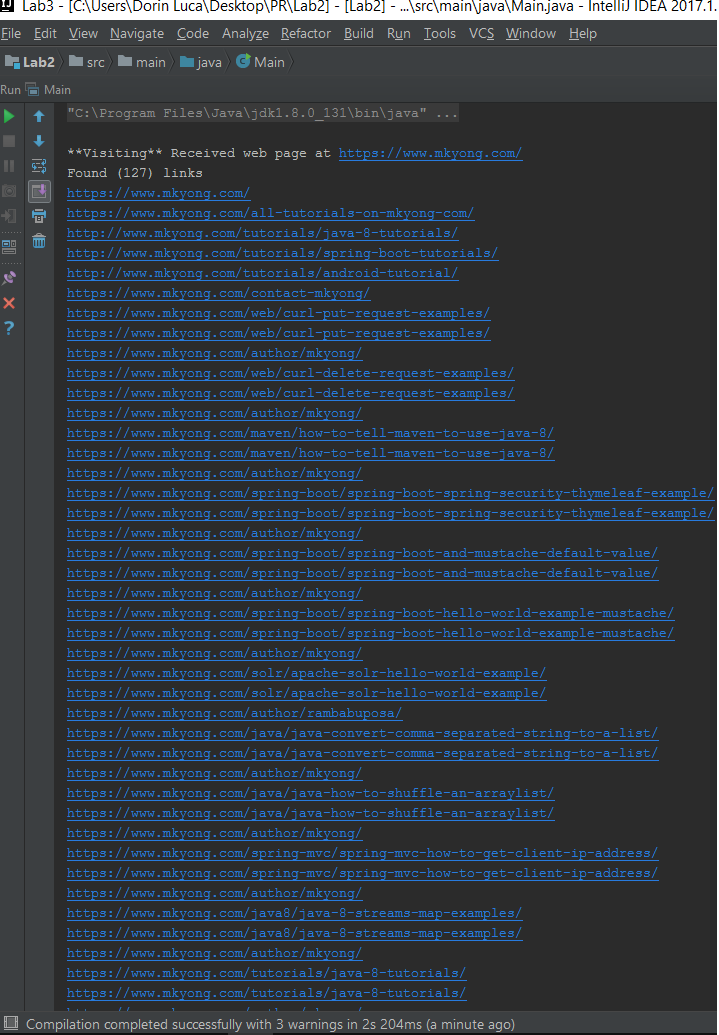 Lab3 - [C:\Users\Dorin Luca\Desktop\PR\Lab2] - [Lab2] - ...\src\main\java\Main.java - IntelliJ IDEA 2017.1.
File Edit View Navigate Code Analyze Refactor Build Run Tools VCS Window Help
Lab2 src main java Main
Run Main
"C:\Program Files\Java\jdk1.8.0_131\bin\java" ...
**Visiting** Received web page at https://www.mkyong.com/
Found (127) links
https://www.mkyong.com/
https://www.mkyong.com/all-tutorials-on-mkyong-com/
http://www.mkyong.com/tutorials/java-8-tutorials/
http://www.mkyong.com/tutorials/spring-boot-tutorials/
http://www.mkyong.com/tutorials/android-tutorial/
https://www.mkyong.com/contact-mkyong/
https://www.mkyong.com/web/curl-put-request-examples/
https://www.mkyong.com/web/curl-put-request-examples/
https://www.mkyong.com/author/mkyong/
https://www.mkyong.com/web/curl-delete-request-examples/
https://www.mkyong.com/web/curl-delete-request-examples/
https://www.mkyong.com/author/mkyong/
https://www.mkyong.com/maven/how-to-tell-maven-to-use-java-8/
https://www.mkyong.com/maven/how-to-tell-maven-to-use-java-8/
https://www.mkyong.com/author/mkyong/
https://www.mkyong.com/spring-boot/spring-boot-spring-security-thymeleaf-example/
https://www.mkyong.com/spring-boot/spring-boot-spring-security-thymeleaf-example/
https://www.mkyong.com/author/mkyong/
https://www.mkyong.com/spring-boot/spring-boot-and-mustache-default-value/
https://www.mkyong.com/spring-boot/spring-boot-and-mustache-default-value/
https://www.mkyong.com/author/mkyong/
https://www.mkyong.com/spring-boot/spring-boot-hello-world-example-mustache/
https://www.mkyong.com/spring-boot/spring-boot-hello-world-example-mustache/
https://www.mkyong.com/author/mkyong/
https://www.mkyong.com/solr/apache-solr-hello-world-example/
https://www.mkyong.com/solr/apache-solr-hello-world-example/
https://www.mkyong.com/author/rambabuposa/
https://www.mkyong.com/java/java-convert-comma-separated-string-to-a-list/
https://www.mkyong.com/java/java-convert-comma-separated-string-to-a-list/
https://www.mkyong.com/author/mkyong/
https://www.mkyong.com/java/java-how-to-shuffle-an-arraylist/
https://www.mkyong.com/java/java-how-to-shuffle-an-arraylist/
https://www.mkyong.com/author/mkyong/
https://www.mkyong.com/spring-mvc/spring-mvc-how-to-get-client-ip-address/
https://www.mkyong.com/spring-mvc/spring-mvc-how-to-get-client-ip-address/
https://www.mkyong.com/author/mkyong/
https://www.mkyong.com/java8/java-8-streams-map-examples/
https://www.mkyong.com/java8/java-8-streams-map-examples/
https://www.mkyong.com/author/mkyong/
https://www.mkyong.com/tutorials/java-8-tutorials/
https://www.mkyong.com/tutorials/java-8-tutorials/
Compilation completed successfully with 3 warnings in 2s 204ms (a minute ago)